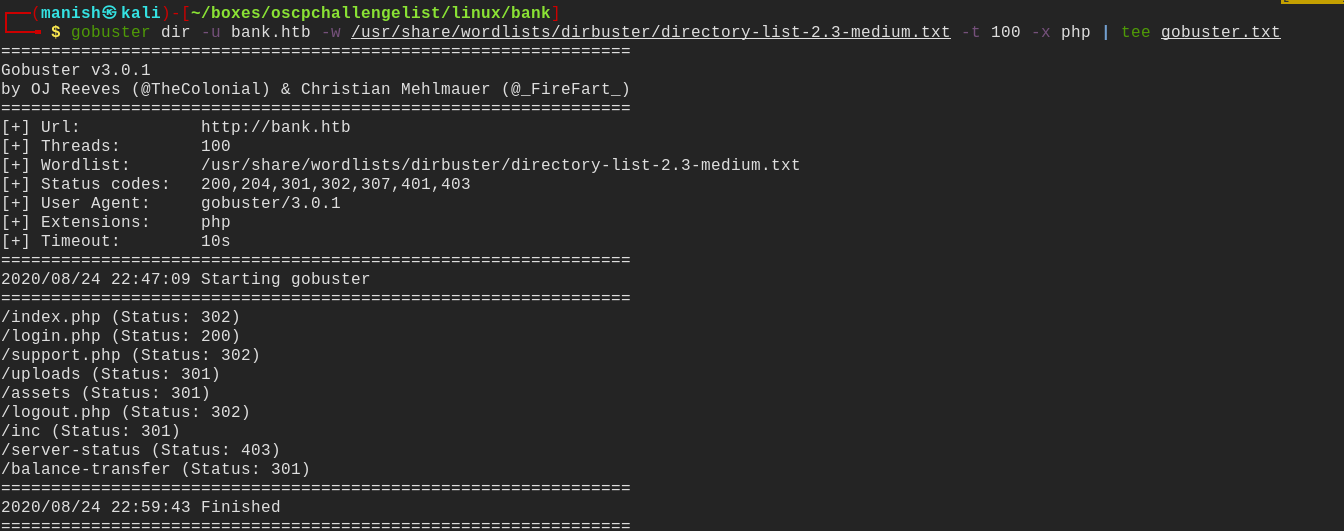 ┌──(manish㉿kali)-[~/boxes/oscpchallengelist/linux/bank]
└──╼ $ gobuster dir -u bank.htb -w /usr/share/wordlists/dirbuster/directory-list-2.3-medium.txt -t 100 -x php | tee gobuster.txt
===============================================================
Gobuster v3.0.1
by OJ Reeves (@TheColonial) & Christian Mehlmauer (@_FireFart_)
===============================================================
[+] Url:            http://bank.htb
[+] Threads:        100
[+] Wordlist:       /usr/share/wordlists/dirbuster/directory-list-2.3-medium.txt
[+] Status codes:   200,204,301,302,307,401,403
[+] User Agent:     gobuster/3.0.1
[+] Extensions:     php
[+] Timeout:        10s
===============================================================
2020/08/24 22:47:09 Starting gobuster
===============================================================
/index.php (Status: 302)
/login.php (Status: 200)
/support.php (Status: 302)
/uploads (Status: 301)
/assets (Status: 301)
/logout.php (Status: 302)
/inc (Status: 301)
/server-status (Status: 403)
/balance-transfer (Status: 301)
===============================================================
2020/08/24 22:59:43 Finished
===============================================================